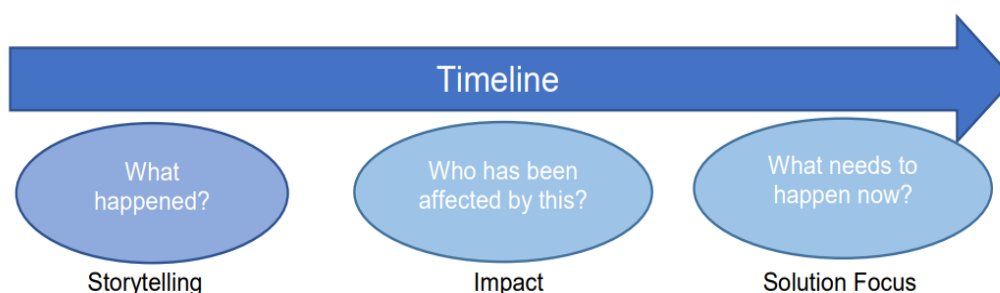 Timeline
What
happened?
Who has been
affected by this?
What needs to
happen now?
Storytelling
Impact
Solution Focus